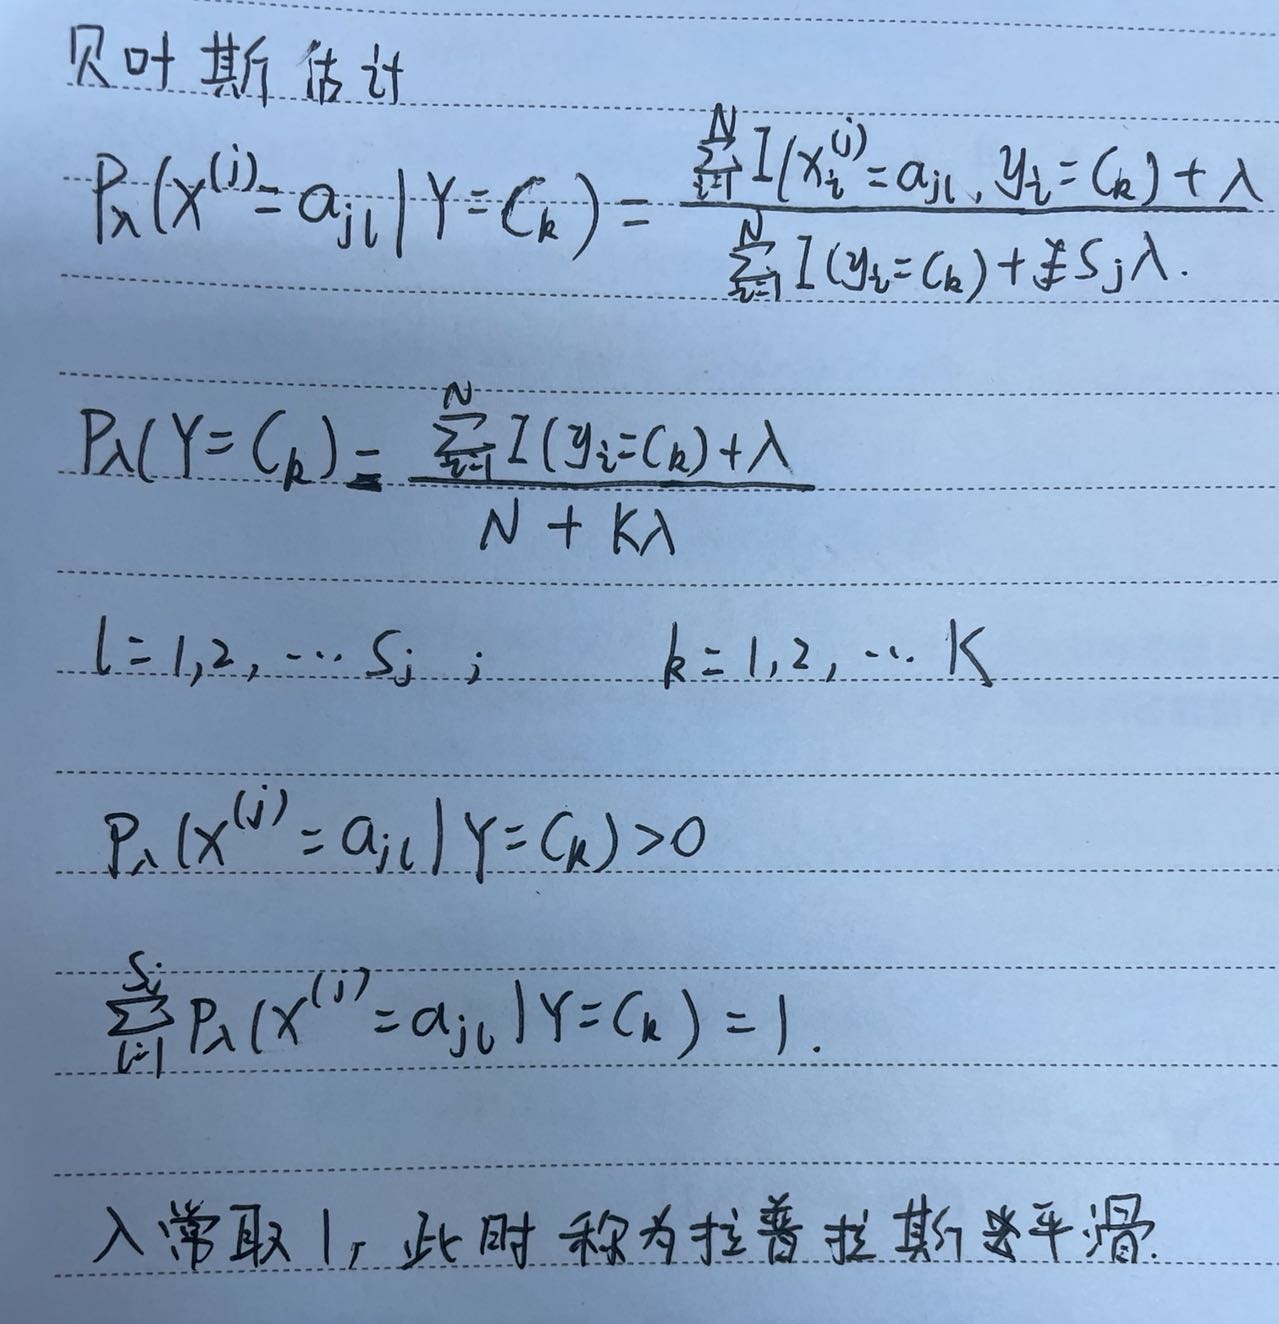 贝叶斯估计
$P_\lambda(X^{(j)}=a_{jl}|Y=C_k)=\frac{\sum_{i=1}^{N}I(x_i^{(j)}=a_{jl}、y_i=C_k)+\lambda}{\sum_{i=1}^{N}I(y_i=C_k)+S_j\lambda}.$
$P_\lambda(Y=C_k)=\frac{\sum_{i=1}^{N}I(y_i=C_k)+\lambda}{N+K\lambda}$
$l=1,2,\cdots S_j;\quad k=1,2,\cdots K$
$P_\lambda(X^{(j)}=a_{jl}|Y=C_k)>0$
$\sum_{l=1}^{S_j}P_\lambda(X^{(j)}=a_{jl}|Y=C_k)=1.$
λ常取1，此时称为拉普拉斯平滑.